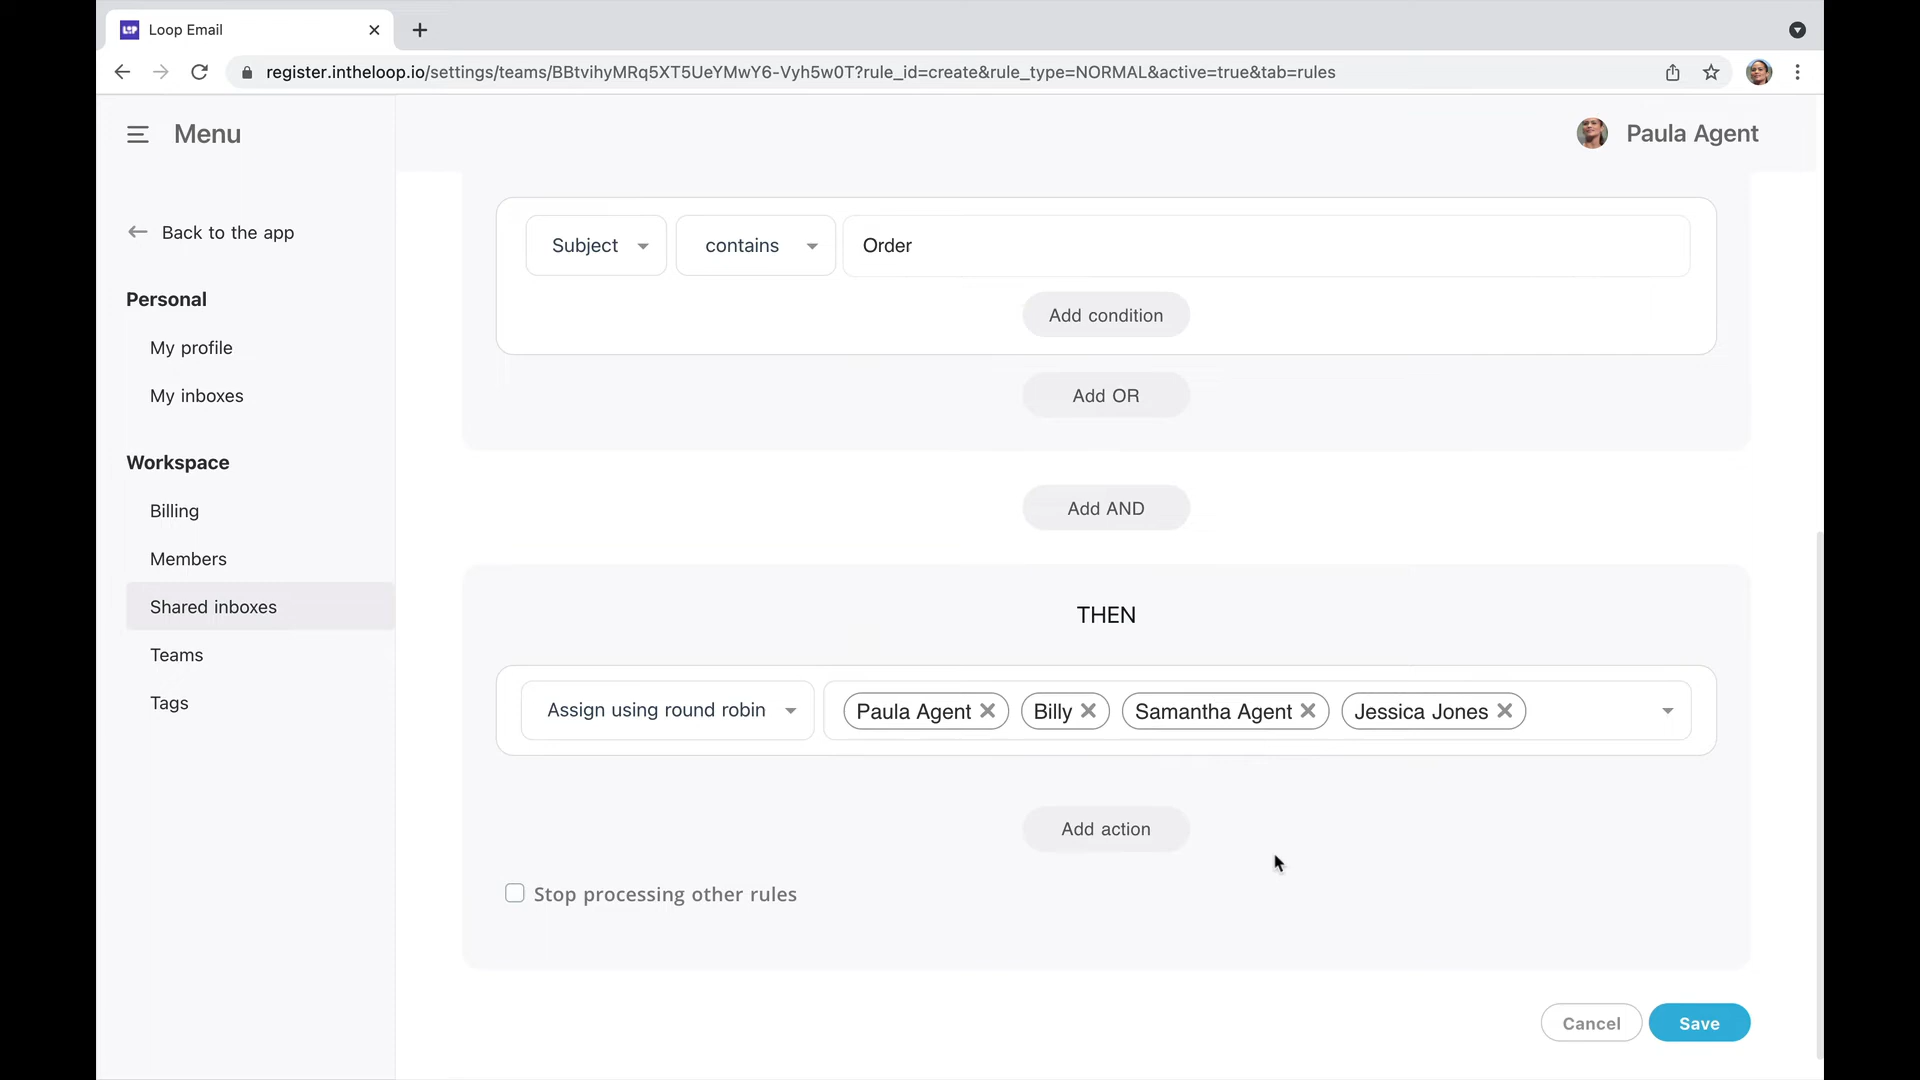 LOOP
Loop Email
register.intheloop.io/settings/teams/BBtvihyMRq5XT5UeYMwY6-Vyh5w0T?rule_id=create&rule_type=NORMAL&active=true&tab=rules
Menu
Paula Agent
Back to the app
Subject
contains
Order
Add condition
Personal
My profile
My inboxes
Add OR
Workspace
Billing
Members
Shared inboxes
Teams
Tags
Add AND
THEN
Assign using round robin
Paula Agent
Billy
Samantha Agent
Jessica Jones
Add action
Stop processing other rules
Cancel
Save